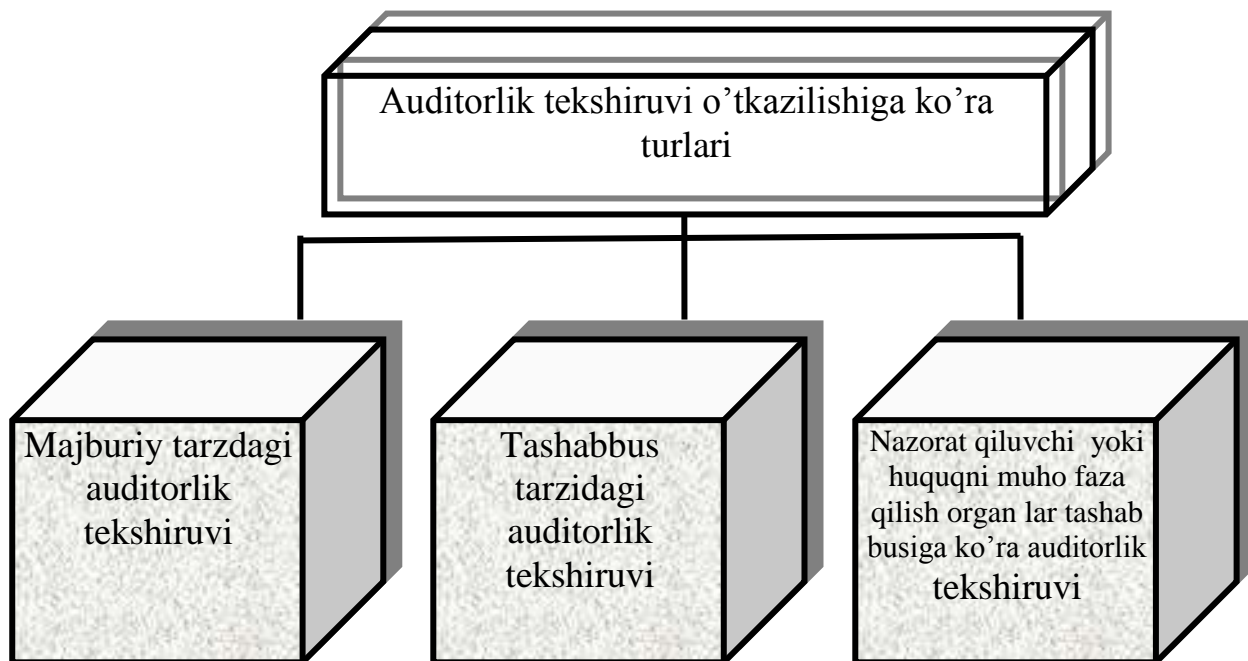 Auditorlik tekshiruvi o’tkazilishiga ko’ra
turlari
Majburiy tarzdagi
auditorlik
tekshiruvi
Tashabbus
tarzidagi
auditorlik
tekshiruvi
Nazorat qiluvchi yoki
huquqni muho faza
qilish organ lar tashab
busiga ko’ra auditorlik
tekshiruvi